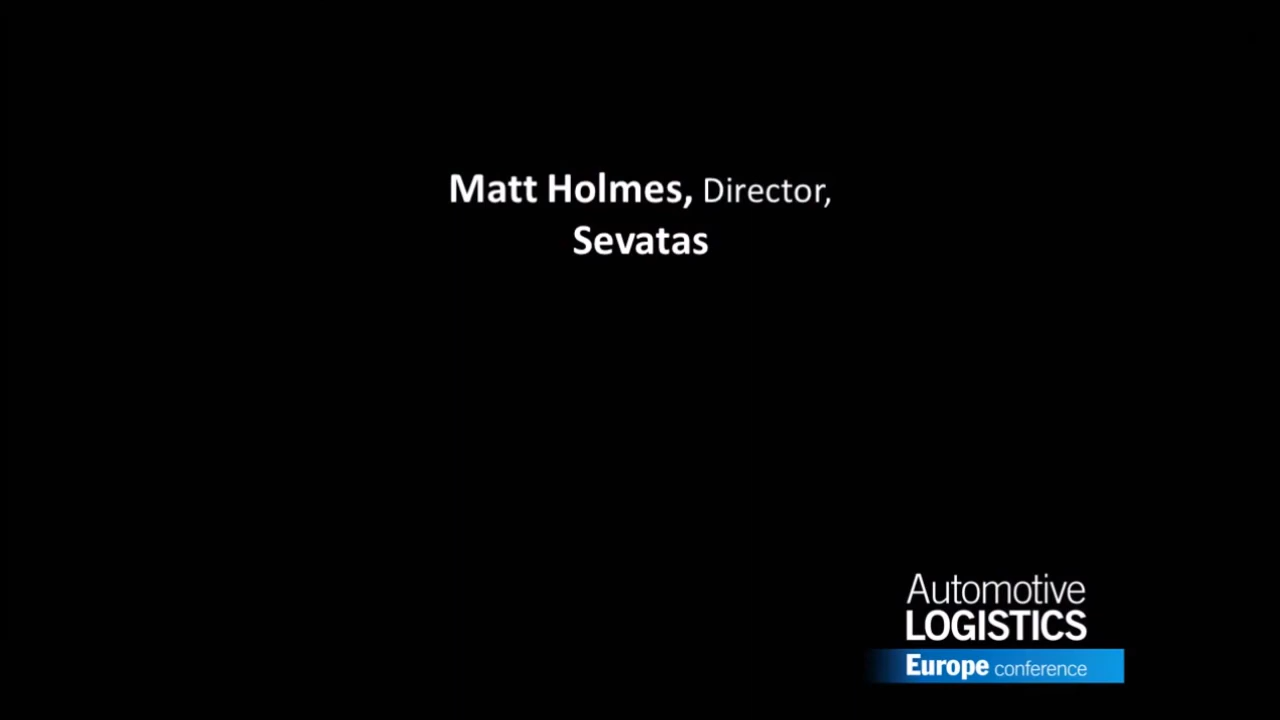 Matt Holmes, Director,
Sevatas
Automotive
LOGISTICS
Europe conference